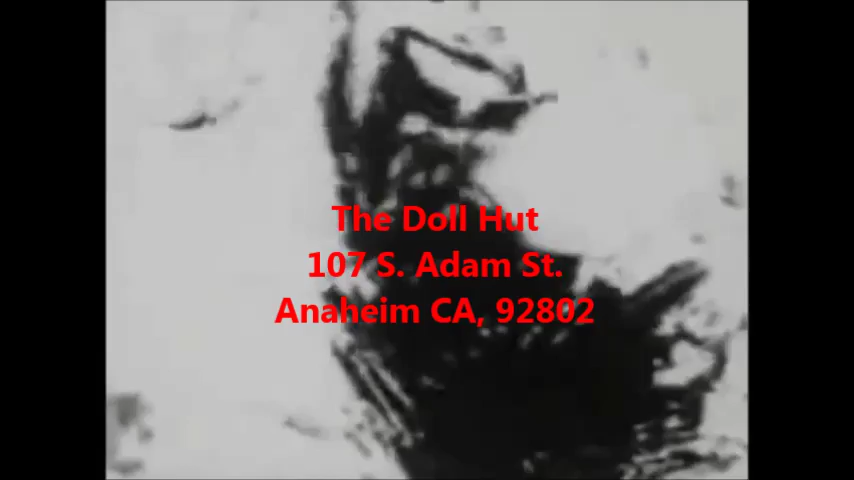 The Doll Hut
107 S. Adam St.
Anaheim CA, 92802